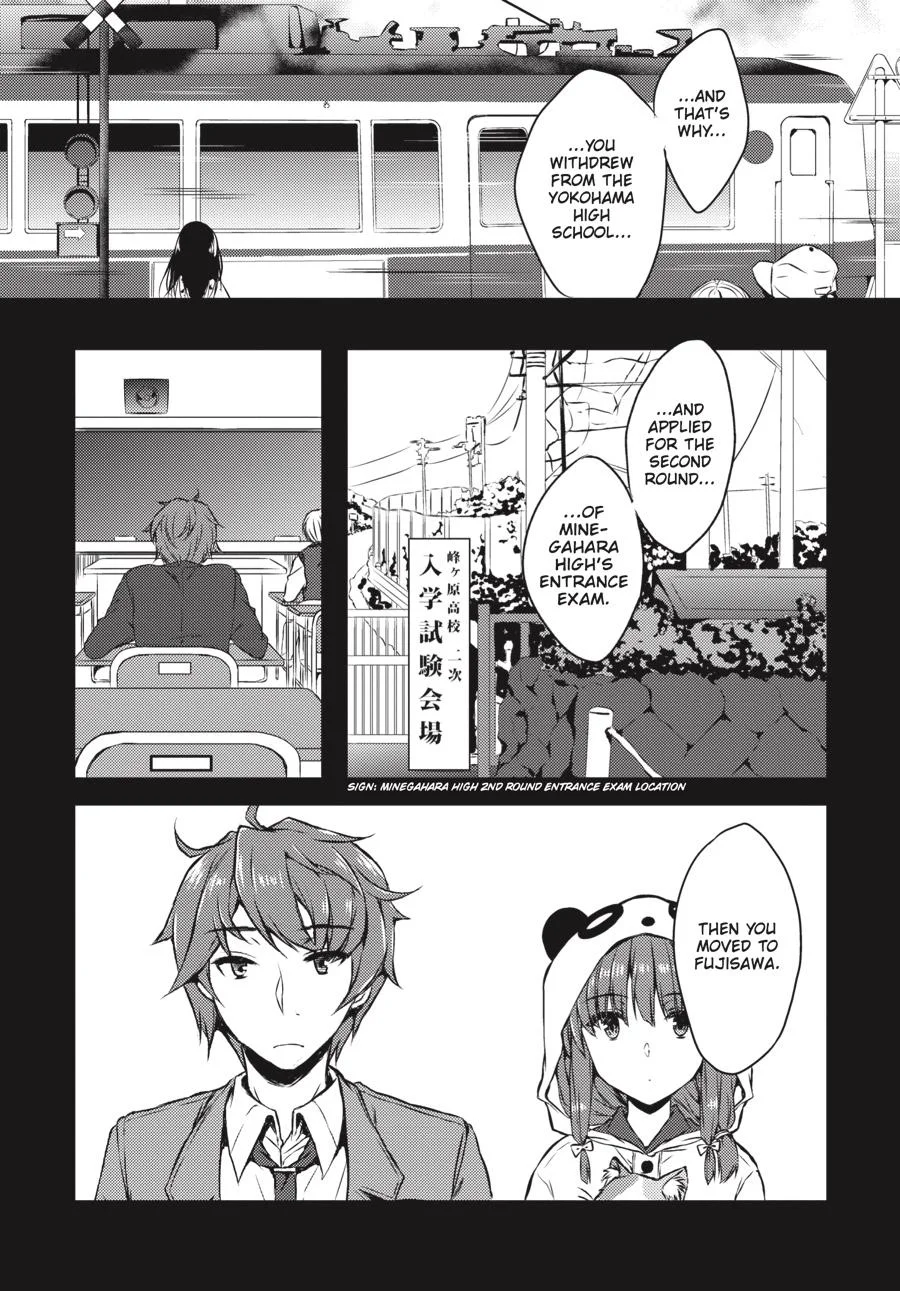 ...AND
THAT'S
WHY...
...YOU
WITHDREW
FROM THE
YOKOHAMA
HIGH
SCHOOL...
...AND
APPLIED
FOR THE
SECOND
ROUND...
...OF
MINE-
GAHARA
HIGH'S
ENTRANCE
EXAM.
峰ヶ原高校 二次
入学試験会場
SIGN: MINEGAHARA HIGH 2ND ROUND ENTRANCE EXAM LOCATION
THEN YOU
MOVED TO
FUJISAWA.